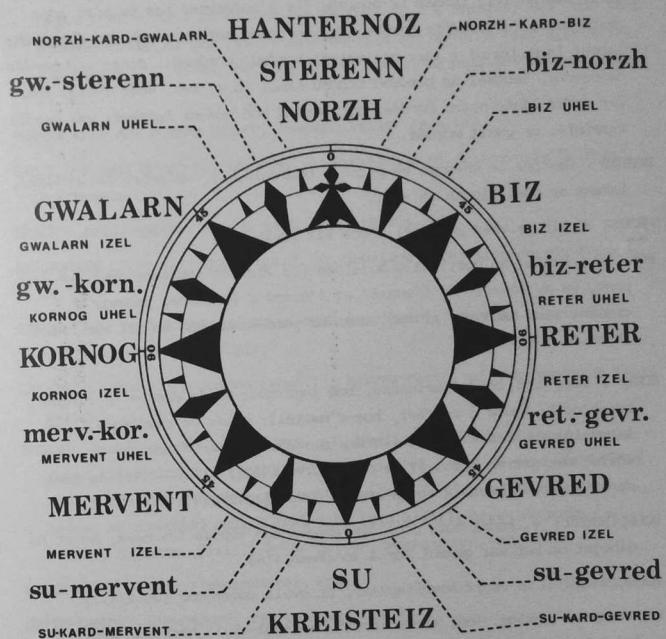 NORZH-KARD-GWALARN
HANTERNOZ
NORZH-KARD-BIZ
gw.-sterenn
STERENN
biz-norzh
GWALARN UHEL
NORZH
BIZ UHEL
0
GWALARN
45
45
BIZ
GWALARN IZEL
BIZ IZEL
gw.-korn.
biz-reter
KORNOG UHEL
RETER UHEL
KORNOG
90
90
RETER
KORNOG IZEL
RETER IZEL
merv.-kor.
ret.-gevr.
MERVENT UHEL
GEVRED UHEL
MERVENT
45
45
GEVRED
MERVENT IZEL
0
GEVRED IZEL
su-mervent
SU
su-gevred
SU-KARD-MERVENT
KREISTEIZ
SU-KARD-GEVRED